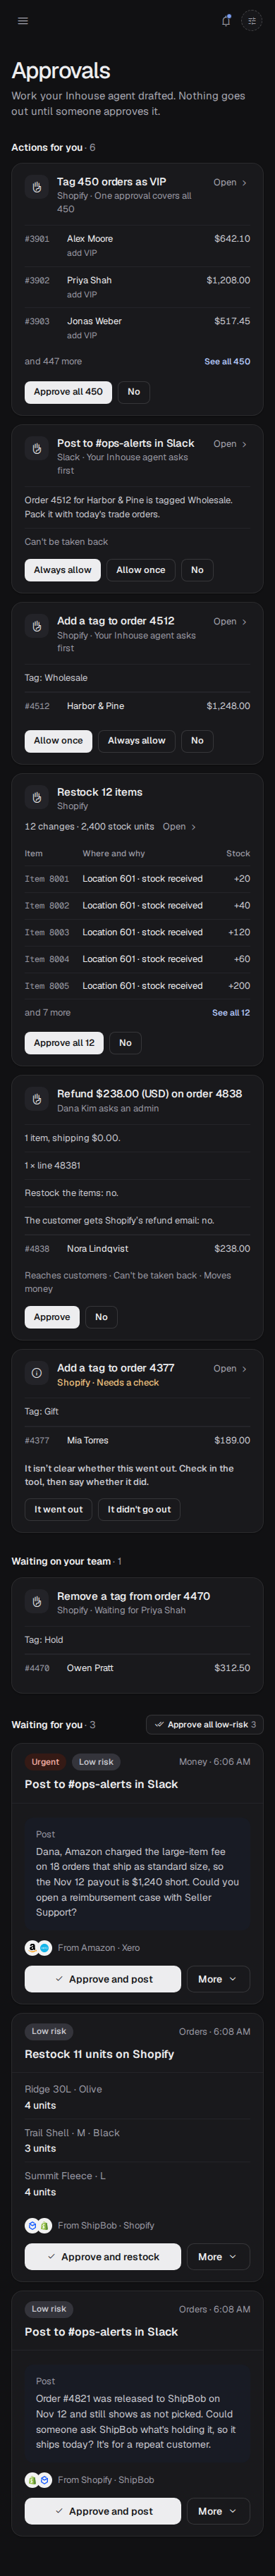 Approvals
Work your Inhouse agent drafted. Nothing goes
out until someone approves it.
Actions for you · 6
Tag 450 orders as VIP
Open
Shopify · One approval covers all
450
#3901 Alex Moore $642.10
add VIP
#3902 Priya Shah $1,208.00
add VIP
#3903 Jonas Weber $517.45
add VIP
and 447 more See all 450
Approve all 450 No
Post to #ops-alerts in Slack
Open
Slack · Your Inhouse agent asks
first
Order 4512 for Harbor & Pine is tagged Wholesale.
Pack it with today's trade orders.
Can't be taken back
Always allow Allow once No
Add a tag to order 4512
Open
Shopify · Your Inhouse agent asks
first
Tag: Wholesale
#4512 Harbor & Pine $1,248.00
Allow once Always allow No
Restock 12 items
Shopify
12 changes · 2,400 stock units Open
Item Where and why Stock
Item 8001 Location 601 · stock received +20
Item 8002 Location 601 · stock received +40
Item 8003 Location 601 · stock received +120
Item 8004 Location 601 · stock received +60
Item 8005 Location 601 · stock received +200
and 7 more See all 12
Approve all 12 No
Refund $238.00 (USD) on order 4838
Dana Kim asks an admin
1 item, shipping $0.00.
1 × line 48381
Restock the items: no.
The customer gets Shopify's refund email: no.
#4838 Nora Lindqvist $238.00
Reaches customers · Can't be taken back · Moves
money
Approve No
Add a tag to order 4377
Open
Shopify · Needs a check
Tag: Gift
#4377 Mia Torres $189.00
It isn't clear whether this went out. Check in the
tool, then say whether it did.
It went out It didn't go out
Waiting on your team · 1
Remove a tag from order 4470
Shopify · Waiting for Priya Shah
Tag: Hold
#4470 Owen Pratt $312.50
Waiting for you · 3 Approve all low-risk 3
Urgent Low risk Money · 6:06 AM
Post to #ops-alerts in Slack
Post
Dana, Amazon charged the large-item fee
on 18 orders that ship as standard size, so
the Nov 12 payout is $1,240 short. Could you
open a reimbursement case with Seller
Support?
From Amazon · Xero
Approve and post More
Low risk Orders · 6:08 AM
Restock 11 units on Shopify
Ridge 30L · Olive
4 units
Trail Shell · M · Black
3 units
Summit Fleece · L
4 units
From ShipBob · Shopify
Approve and restock More
Low risk Orders · 6:08 AM
Post to #ops-alerts in Slack
Post
Order #4821 was released to ShipBob on
Nov 12 and still shows as not picked. Could
someone ask ShipBob what's holding it, so it
ships today? It's for a repeat customer.
From Shopify · ShipBob
Approve and post More